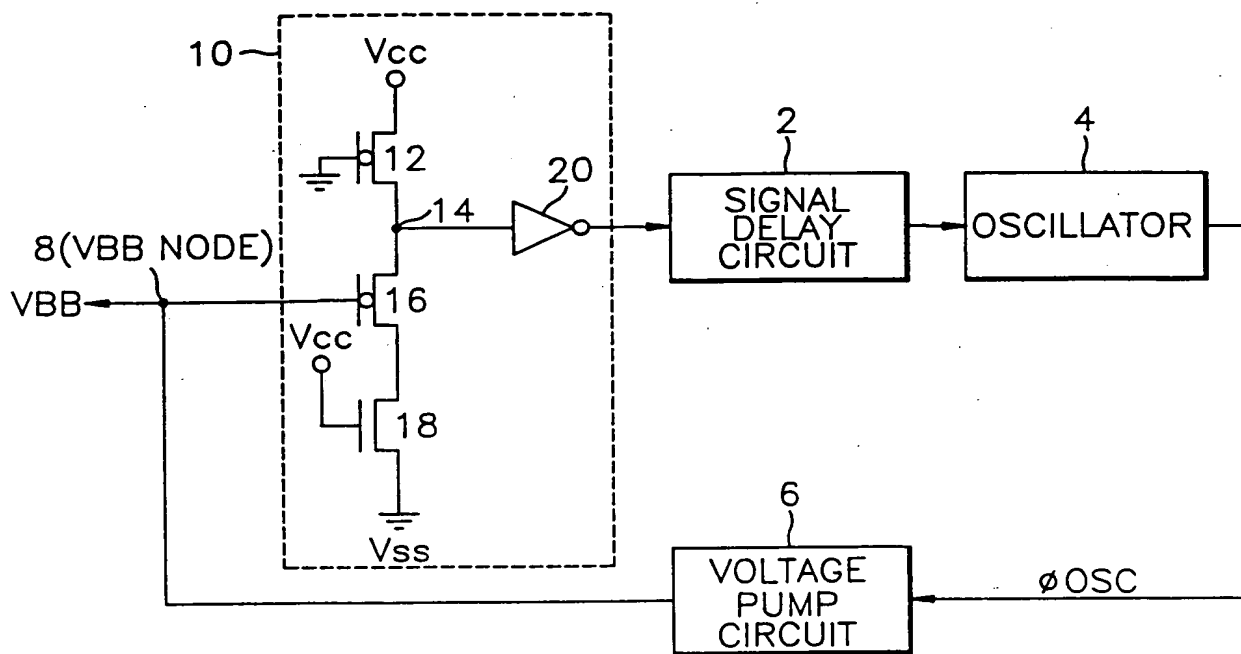 10
Vcc
12
14
20
2
SIGNAL
DELAY
CIRCUIT
4
OSCILLATOR
8(VBB NODE)
VBB
16
Vcc
18
Vss
6
VOLTAGE
PUMP
CIRCUIT
øOSC